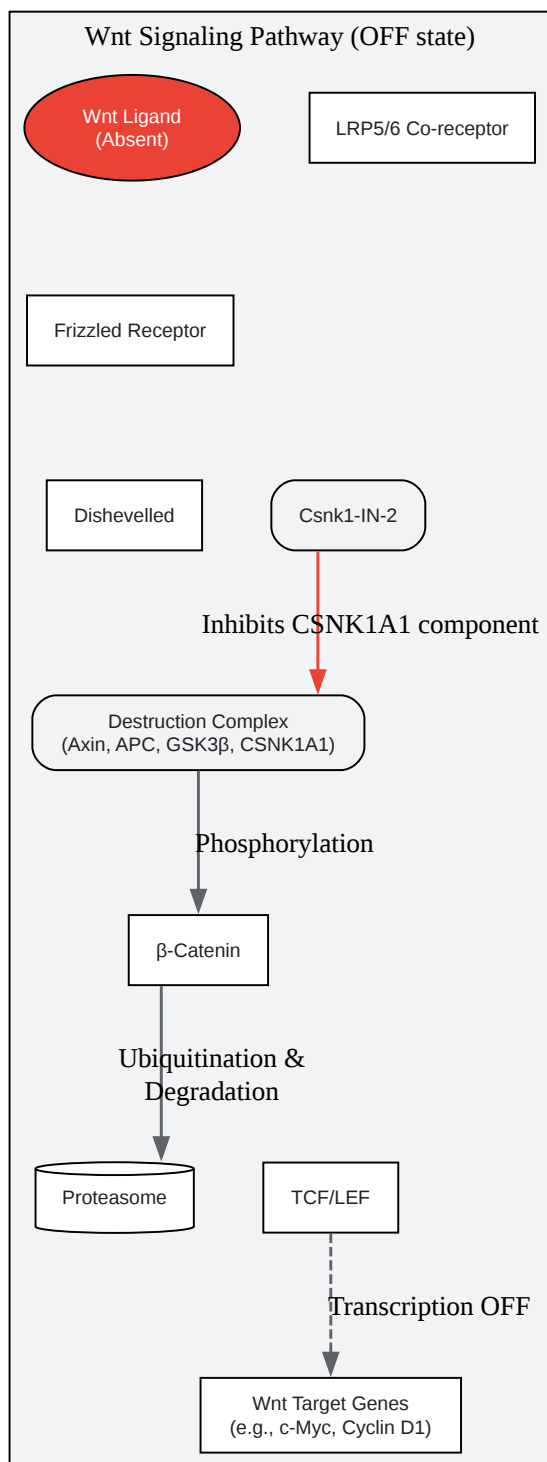 Wnt Signaling Pathway (OFF state)
Wnt Ligand
(Absent)
LRP5/6 Co-receptor
Frizzled Receptor
Dishevelled
Csnk1-IN-2
Inhibits CSNK1A1 component
Destruction Complex
(Axin, APC, GSK3β, CSNK1A1)
Phosphorylation
β-Catenin
Ubiquitination &
Degradation
Proteasome
TCF/LEF
Transcription OFF
Wnt Target Genes
(e.g., c-Myc, Cyclin D1)